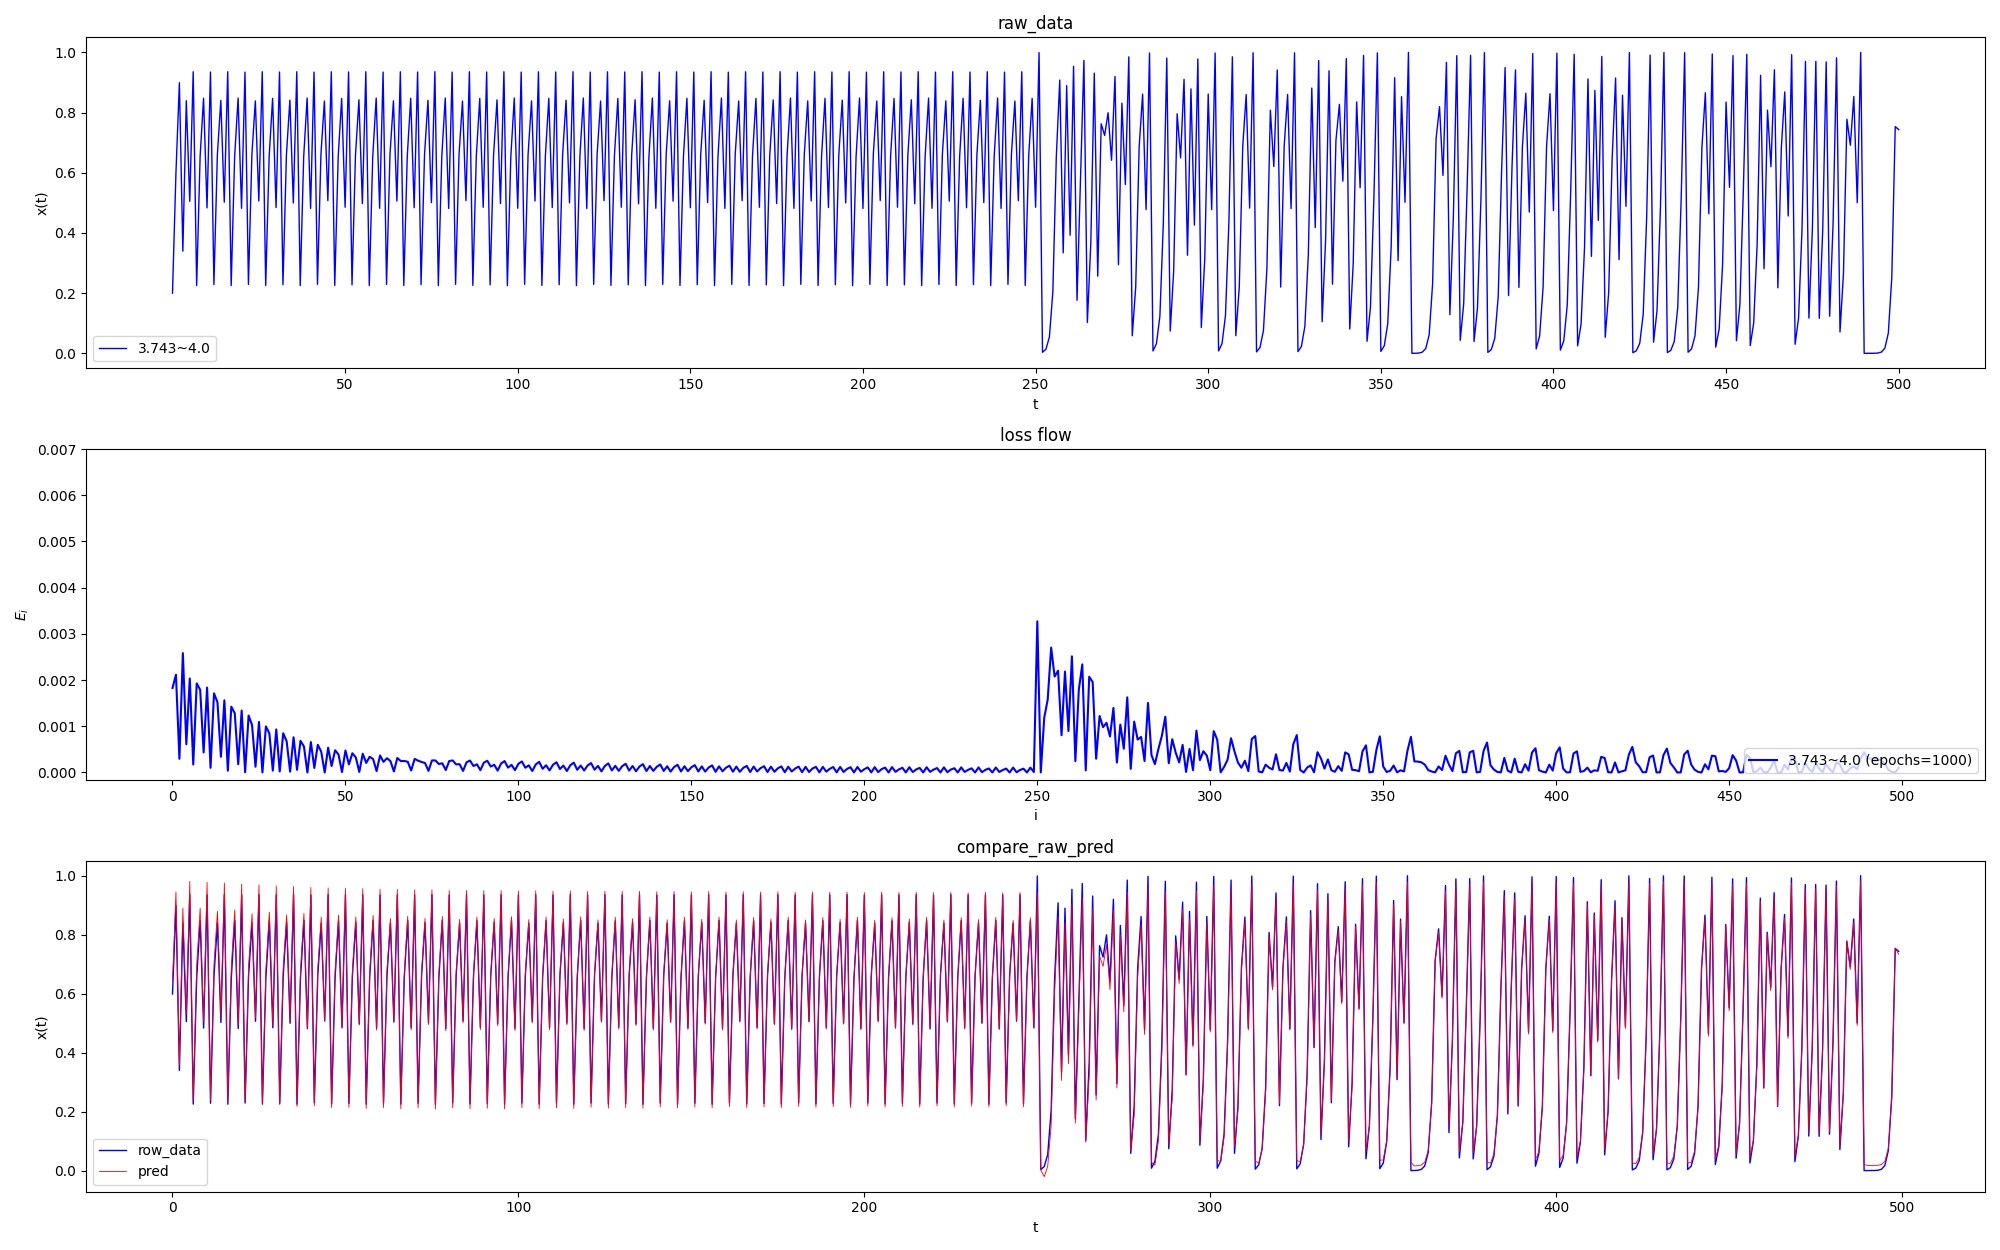 raw_data
x(t)
1.0
0.8
0.6
0.4
0.2
0.0
3.743~4.0
50 100 150 200 250 300 350 400 450 500
t
loss flow
E_i
0.007
0.006
0.005
0.004
0.003
0.002
0.001
0.000
3.743~4.0 (epochs=1000)
0 50 100 150 200 250 300 350 400 450 500
i
compare_raw_pred
x(t)
1.0
0.8
0.6
0.4
0.2
0.0
row_data
pred
0 100 200 300 400 500
t